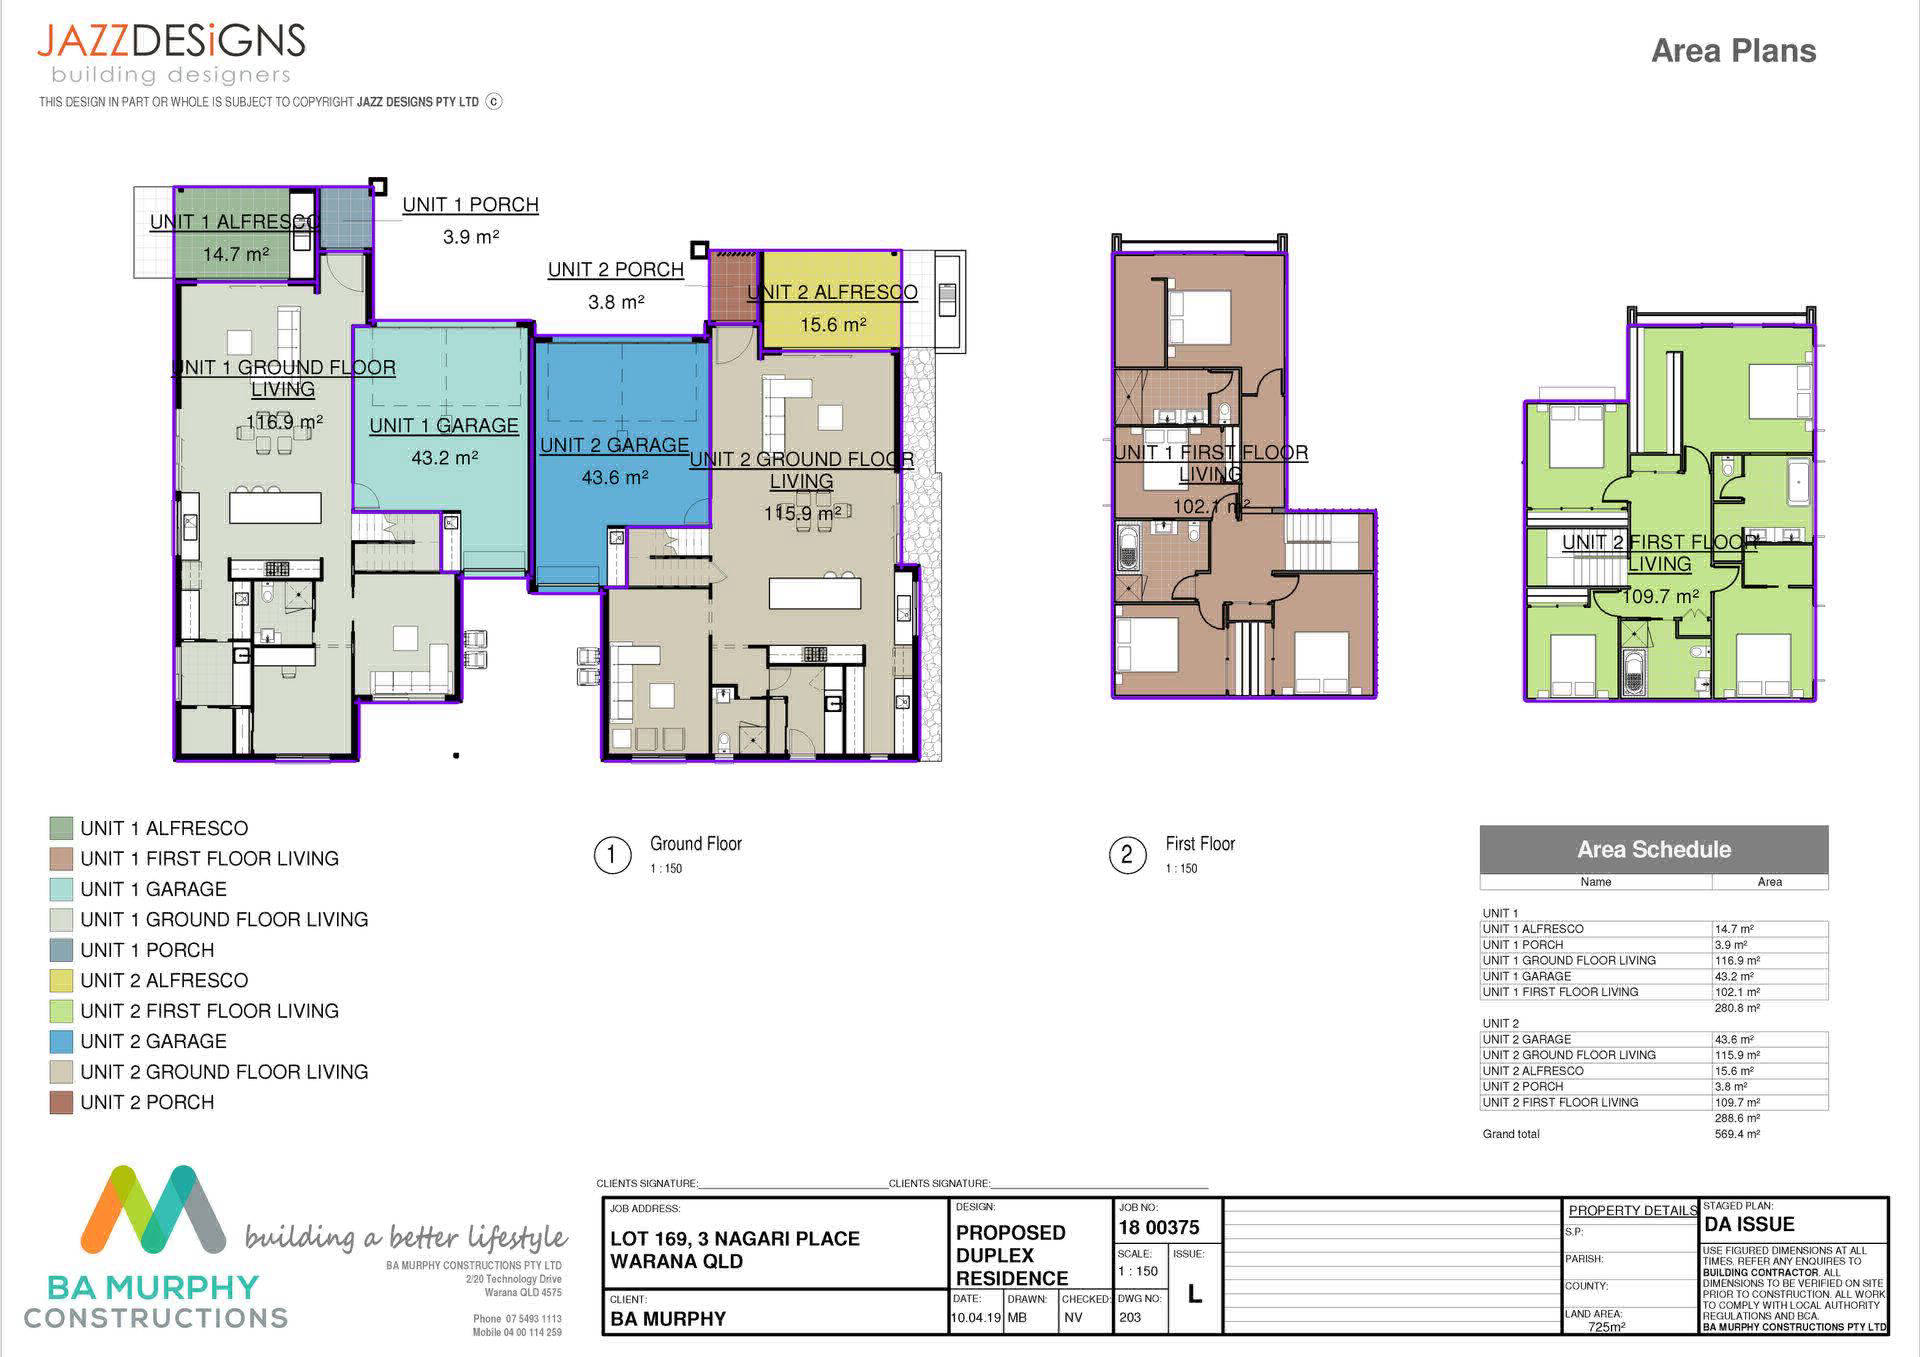 JAZZDESiGNS
building designers
THIS DESIGN IN PART OR WHOLE IS SUBJECT TO COPYRIGHT JAZZ DESIGNS PTY LTD ©
Area Plans
UNIT 1 ALFRESCO
14.7 m²
UNIT 1 PORCH
3.9 m²
UNIT 2 PORCH
3.8 m²
UNIT 2 ALFRESCO
15.6 m²
UNIT 1 GROUND FLOOR
LIVING
116.9 m²
UNIT 1 GARAGE
43.2 m²
UNIT 2 GARAGE
43.6 m²
UNIT 2 GROUND FLOOR
LIVING
115.9 m²
UNIT 1 FIRST FLOOR
LIVING
102.1 m²
UNIT 2 FIRST FLOOR
LIVING
109.7 m²
UNIT 1 ALFRESCO
UNIT 1 FIRST FLOOR LIVING
UNIT 1 GARAGE
UNIT 1 GROUND FLOOR LIVING
UNIT 1 PORCH
UNIT 2 ALFRESCO
UNIT 2 FIRST FLOOR LIVING
UNIT 2 GARAGE
UNIT 2 GROUND FLOOR LIVING
UNIT 2 PORCH
1 Ground Floor
1 : 150
2 First Floor
1 : 150
Area Schedule
Name Area
UNIT 1
UNIT 1 ALFRESCO 14.7 m²
UNIT 1 PORCH 3.9 m²
UNIT 1 GROUND FLOOR LIVING 116.9 m²
UNIT 1 GARAGE 43.2 m²
UNIT 1 FIRST FLOOR LIVING 102.1 m²
280.8 m²
UNIT 2
UNIT 2 GARAGE 43.6 m²
UNIT 2 GROUND FLOOR LIVING 115.9 m²
UNIT 2 ALFRESCO 15.6 m²
UNIT 2 PORCH 3.8 m²
UNIT 2 FIRST FLOOR LIVING 109.7 m²
288.6 m²
Grand total 569.4 m²
BA MURPHY
CONSTRUCTIONS
building a better lifestyle
BA MURPHY CONSTRUCTIONS PTY LTD
2/20 Technology Drive
Warana QLD 4575
Phone 07 5493 1113
Mobile 04 00 114 259
CLIENTS SIGNATURE: CLIENTS SIGNATURE:
JOB ADDRESS:
LOT 169, 3 NAGARI PLACE
WARANA QLD
CLIENT:
BA MURPHY
DESIGN:
PROPOSED
DUPLEX
RESIDENCE
DATE: DRAWN: CHECKED:
10.04.19 MB NV
JOB NO:
18 00375
SCALE:
1 : 150
DWG NO:
203
ISSUE:
L
PROPERTY DETAILS
S.P:
PARISH:
COUNTY:
LAND AREA:
725m²
STAGED PLAN:
DA ISSUE
USE FIGURED DIMENSIONS AT ALL
TIMES. REFER ANY ENQUIRES TO
BUILDING CONTRACTOR. ALL
DIMENSIONS TO BE VERIFIED ON SITE
PRIOR TO CONSTRUCTION. ALL WORK
TO COMPLY WITH LOCAL AUTHORITY
REGULATIONS AND BCA.
BA MURPHY CONSTRUCTIONS PTY LTD